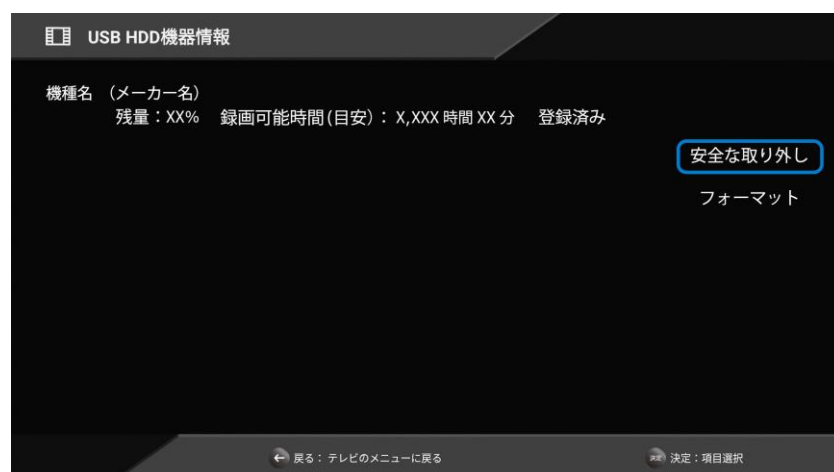 USB HDD機器情報
機種名 （メーカー名）
残量：XX% 録画可能時間(目安)： X,XXX 時間 XX 分 登録済み
安全な取り外し
フォーマット
戻る： テレビのメニューに戻る
決定：項目選択